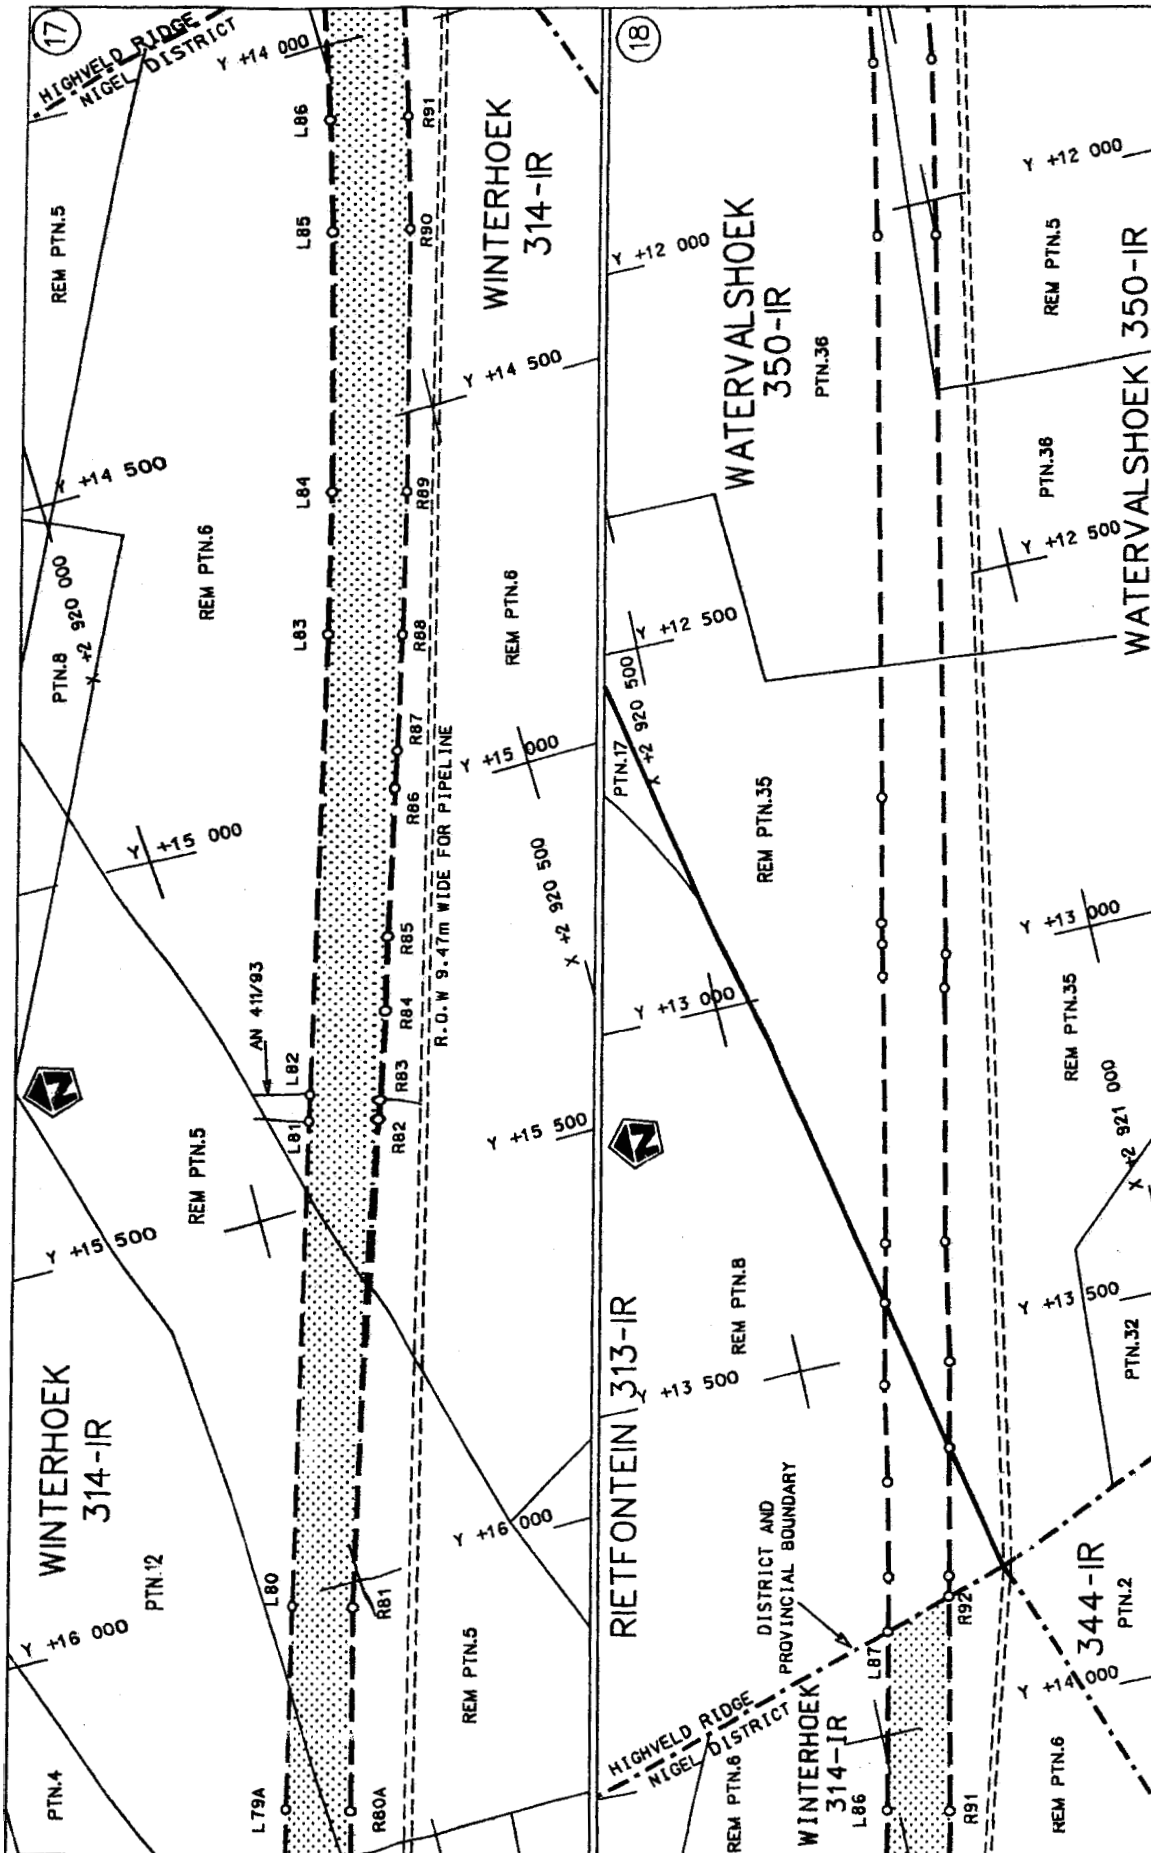 17
HIGHVELD RIDGE
NIGEL DISTRICT
Y +14 000
L86
R91
REM PTN.5
L85
R90
WINTERHOEK
314-IR
Y +14 500
Y +14 500
L84
R89
REM PTN.6
X +2 920 000
PTN.8
L83
R88
REM PTN.6
R87
R86
Y +15 000
Y +15 000
R.O.W 9.47m WIDE FOR PIPELINE
X +2 920 500
R85
R84
AN 411/93
L82
R83
L81
R82
Y +15 500
REM PTN.5
Y +15 500
WINTERHOEK
314-IR
PTN.12
L80
R81
Y +16 000
Y +16 000
REM PTN.5
PTN.4
L79A
R80A
18
Y +12 000
Y +12 000
REM PTN.5
WATERVALSHOEK
350-IR
PTN.36
WATERVALSHOEK 350-IR
PTN.36
Y +12 500
Y +12 500
Y +2 920 500
PTN.17
REM PTN.35
Y +13 000
Y +13 000
REM PTN.35
X +2 921 000
REM PTN.8
RIETFONTEIN 313-IR
Y +13 500
Y +13 500
PTN.32
DISTRICT AND
PROVINCIAL BOUNDARY
344-IR
PTN.2
R92
L87
Y +14 000
HIGHVELD RIDGE
NIGEL DISTRICT
WINTERHOEK
314-IR
REM PTN.6
L86
R91
REM PTN.6